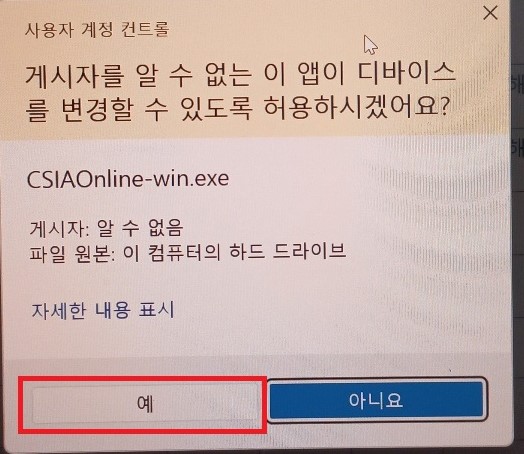 사용자 계정 컨트롤
게시자를 알 수 없는 이 앱이 디바이스
를 변경할 수 있도록 허용하시겠어요?
CSIAOnline-win.exe
게시자: 알 수 없음
파일 원본: 이 컴퓨터의 하드 드라이브
자세한 내용 표시
예
아니요